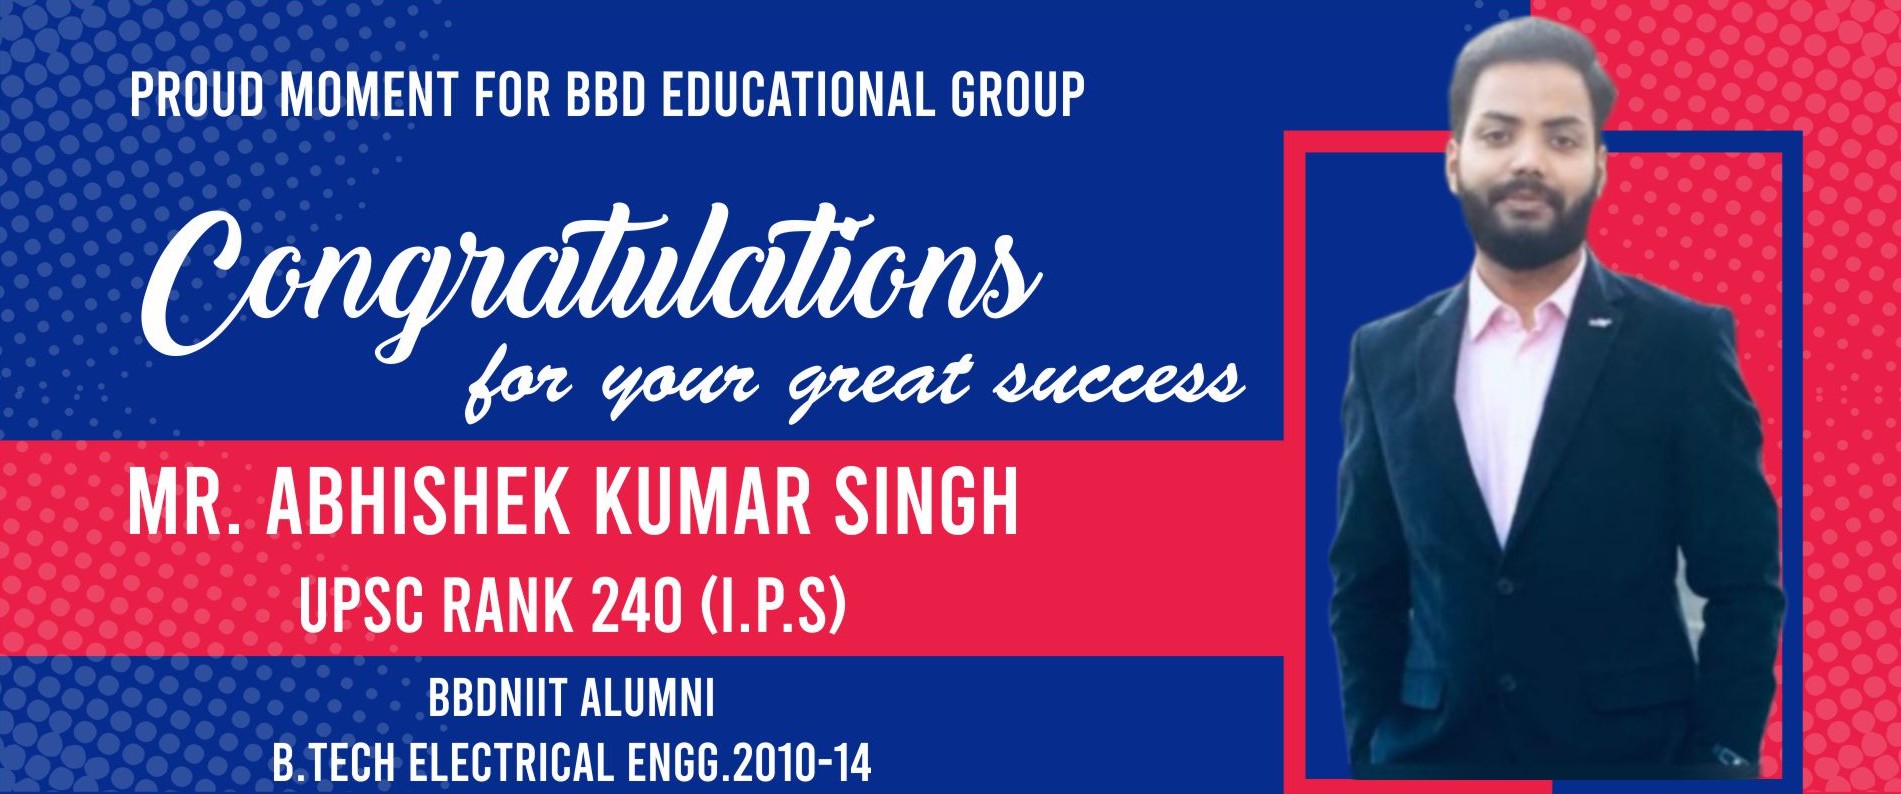 PROUD MOMENT FOR BBD EDUCATIONAL GROUP
Congratulations
for your great success
MR. ABHISHEK KUMAR SINGH
UPSC RANK 240 (I.P.S)
BBDNIIT ALUMNI
B.TECH ELECTRICAL ENGG.2010-14